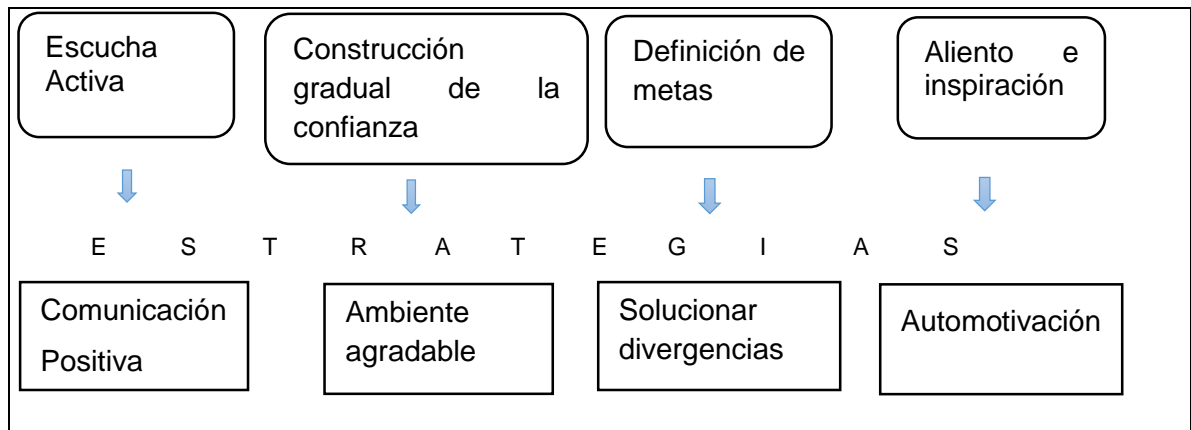 Escucha
Activa
Construcción
gradual de la
confianza
Definición de
metas
Aliento e
inspiración
E S T R A T E G I A S
Comunicación
Positiva
Ambiente
agradable
Solucionar
divergencias
Automotivación